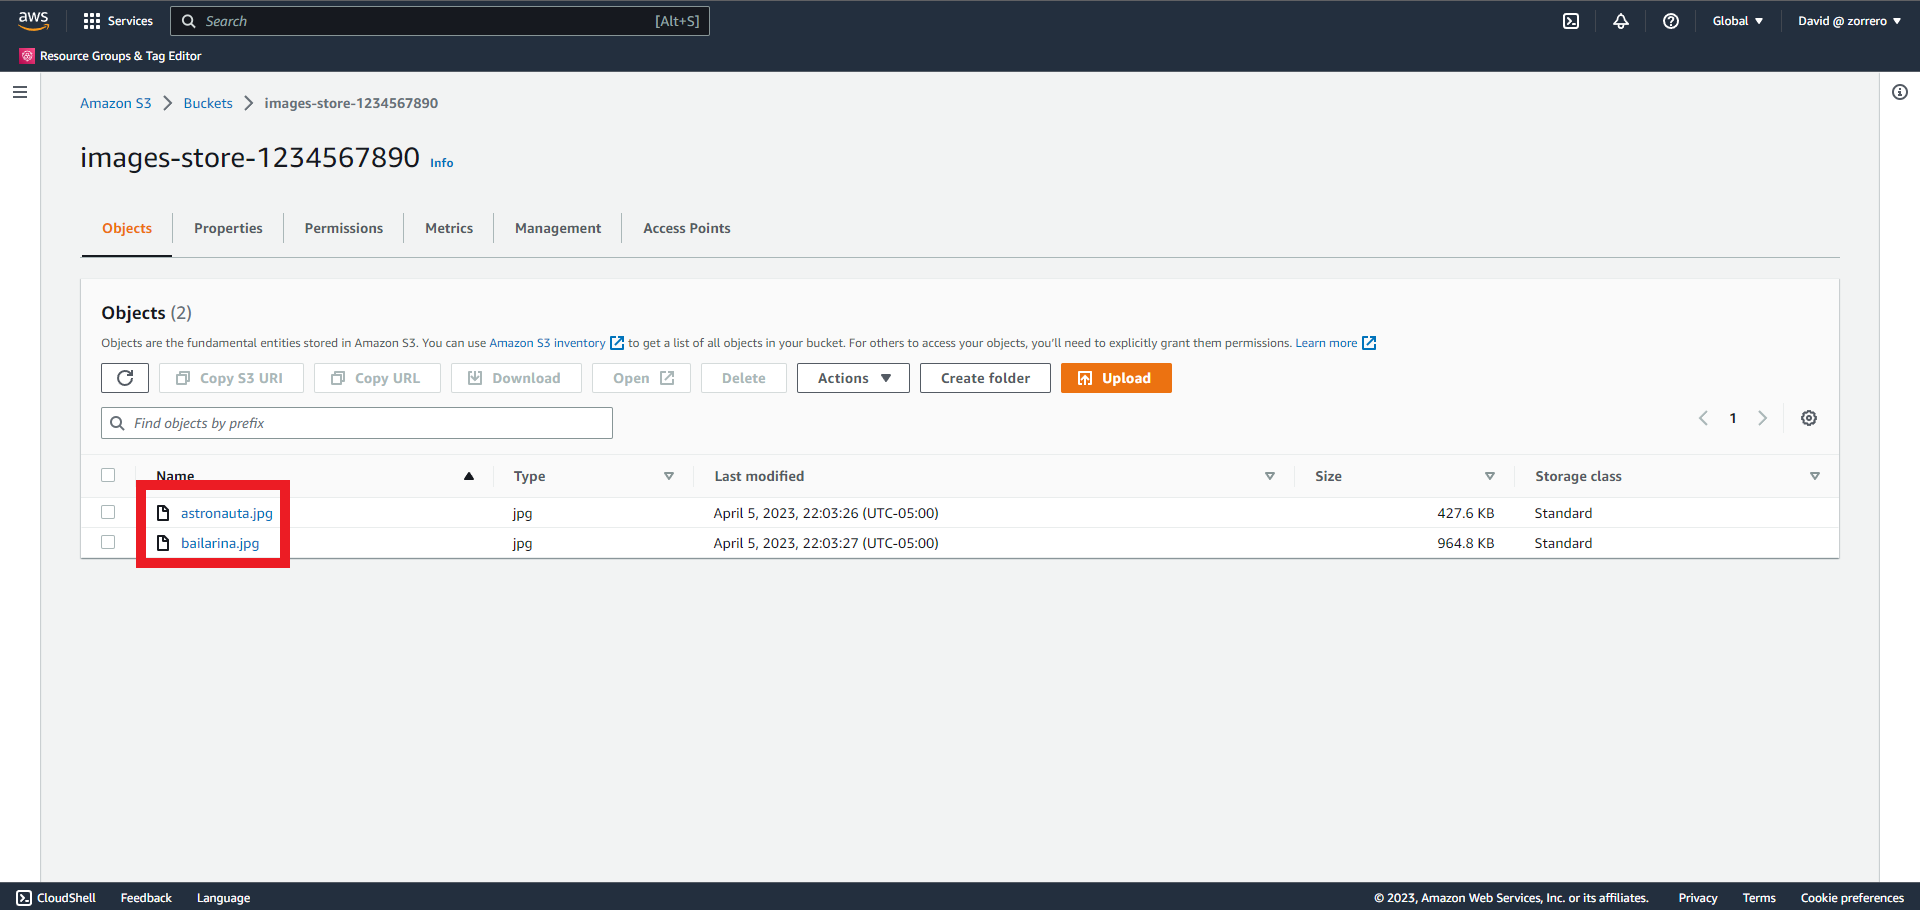 aws Services Search [Alt+S] Global David @ zorrero
Resource Groups & Tag Editor
Amazon S3 Buckets images-store-1234567890
images-store-1234567890 Info
Objects Properties Permissions Metrics Management Access Points
Objects (2)
Objects are the fundamental entities stored in Amazon S3. You can use Amazon S3 inventory to get a list of all objects in your bucket. For others to access your objects, you'll need to explicitly grant them permissions. Learn more
Copy S3 URI Copy URL Download Open Delete Actions Create folder Upload
Find objects by prefix 1
Name Type Last modified Size Storage class
astronauta.jpg jpg April 5, 2023, 22:03:26 (UTC-05:00) 427.6 KB Standard
bailarina.jpg jpg April 5, 2023, 22:03:27 (UTC-05:00) 964.8 KB Standard
CloudShell Feedback Language © 2023, Amazon Web Services, Inc. or its affiliates. Privacy Terms Cookie preferences